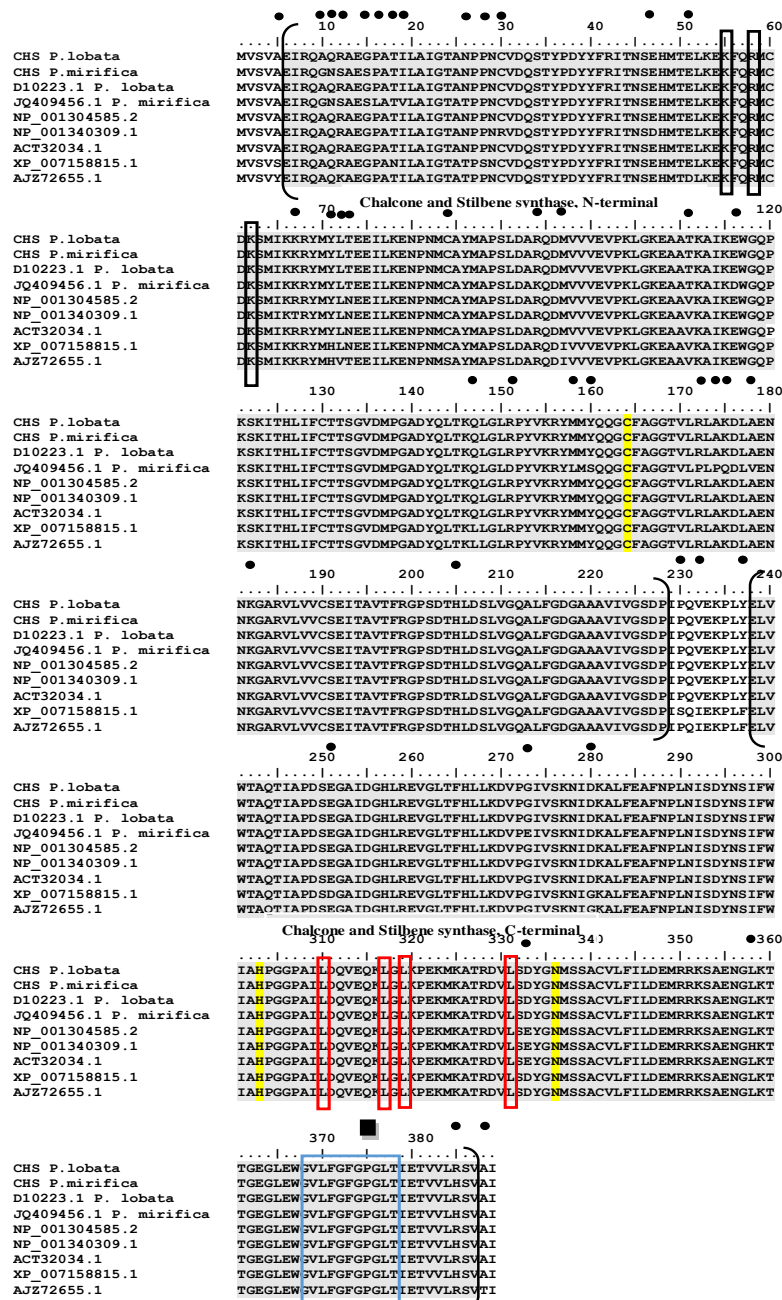 10 20 30 40 50 60
....|....|....|....|....|....|....|....|....|....|....|....|
CHS P.lobata MVSVAEIRQAQRAEGPATILAIGTANPPNCVDQSTYPDYYFRITNSEHMTELKEKFQRMC
CHS P.mirifica MVSVAEIRQGNSAESPATILAIGTANPPNCVDQSTYPDYYFRITNSEHMTELKEKFQRMC
D10223.1 P. lobata MVSVAEIRQAQRAEGPATILAIGTANPPNCVDQSTYPDYYFRITNSEHMTELKEKFQRMC
JQ409456.1 P. mirifica MVSVAEIRQGNSAESLATVLAIGTATPPNCVDQSTYPDYYFRITNSEHMTELKEKFQRMC
NP_001304585.2 MVSVAEIRQAQRAEGPATILAIGTANPPNCVDQSTYPDYYFRITNSEHMTELKEKFQRMC
NP_001340309.1 MVSVAEIRQAQRAEGPANILAIGTANPPNRVDQSTYPDYYFRITNSDHMTELKEKFQRMC
ACT32034.1 MVSVAEIRQAQRAEGPATILAIGTANPPNCVDQSTYPDYYFRITNSEHMTELKEKFQRMC
XP_007158815.1 MVSVSEIRQAQRAEGPANILAIGTATPSNCVDQSTYPDYYFRITNSEHMTELKEKFQRMC
AJZ72655.1 MVSVYEIRQAQKAEGPATILAIGTANPPNCVDQSTYPDYYFRITNSEHMTDLKEKFQRMC
Chalcone and Stilbene synthase, N-terminal
70 80 90 100 110 120
....|....|....|....|....|....|....|....|....|....|....|....|
CHS P.lobata DKSMIKKRYMYLTEEILKENPNMCAYMAPSLDARQDMVVVEVPKLGKEAATKAIKEWGQP
CHS P.mirifica DKSMIKKRYMYLTEEILKENPNMCAYMAPSLDARQDMVVVEVPKLGKEAATKAIKEWGQP
D10223.1 P. lobata DKSMIKKRYMYLTEEILKENPNMCAYMAPSLDARQDMVVVEVPKLGKEAATKAIKEWGQP
JQ409456.1 P. mirifica DKSMIKKRYMYLTEEILKENPNMCAYMAPSLDAKQDMVVVEVPKLGKEAATKAIKEWGQP
NP_001304585.2 DKSMIKRRYMYLNEEILKENPNMCAYMAPSLDARQDMVVVEVPKLGKEAAVKAIKEWGQP
NP_001340309.1 DKSMIKTRYMYLNEEILKENPNMCAYMAPSLDARQDMVVVEVPKLGKEAAVKAIKEWGQP
ACT32034.1 DKSMIKRRYMYLNEEILKENPNMCAYMAPSLDARQDMVVVEVPKLGKEAAVKAIKEWGQP
XP_007158815.1 DKSMIKKRYMHLNEEILKENPNMSAYMAPSLDARQDIVVVEVPKLGKEAAVKAIKEWGQP
AJZ72655.1 DKSMIKKRYMHVTEEILKENPNMSAYMAPSLDARQDIVVVEVPKLGKEAAVKAIKEWGQP
130 140 150 160 170 180
....|....|....|....|....|....|....|....|....|....|....|....|
CHS P.lobata KSKITHLIFCTTSGVDMPGADYQLTKQLGLRPYVKRYMMYQQGCFAGGTVLRLAKDLAEN
CHS P.mirifica KSKITHLIFCTTSGVDMPGADYQLTKQLGLRPYVKRYMMYQQGCFAGGTVLRLAKDLAEN
D10223.1 P. lobata KSKITHLIFCTTSGVDMPGADYQLTKQLGLRPYVKRYMMYQQGCFAGGTVLRLAKDLAEN
JQ409456.1 P. mirifica KSKITHLIFCTTSGVDMPGADYQLTKQLGLDPYVKRYLMSQQGCFAGGTVLPLPQDLVEN
NP_001304585.2 KSKITHLIFCTTSGVDMPGADYQLTKQLGLRPYVKRYMMYQQGCFAGGTVLRLAKDLAEN
NP_001340309.1 KSKITHLIFCTTSGVDMPGADYQLTKQLGLRPYVKRYMMYQQGCFAGGTVLRLAKDLAEN
ACT32034.1 KSKITHLIFCTTSGVDMPGADYQLTKQLGLRPYVKRYMMYQQGCFAGGTVLRLAKDLAEN
XP_007158815.1 KSKITHLIFCTTSGVDMPGADYQLTKLLGLRPYVKRYMMYQQGCFAGGTVLRLAKDLAEN
AJZ72655.1 KSKITHLIFCTTSGVDMPGADYQLTKLLGLRPYVKRYMMYQQGCFAGGTVLRLAKDLAEN
190 200 210 220 230 240
....|....|....|....|....|....|....|....|....|....|....|....|
CHS P.lobata NKGARVLVVCSEITAVTFRGPSDTHLDSLVGQALFGDGAAAVIVGSDPIPQVEKPLYELV
CHS P.mirifica NKGARVLVVCSEITAVTFRGPSDTHLDSLVGQALFGDGAAAVIVGSDPIPQVEKPLYELV
D10223.1 P. lobata NKGARVLVVCSEITAVTFRGPSDTHLDSLVGQALFGDGAAAVIVGSDPIPQVEKPLYELV
JQ409456.1 P. mirifica NKGARVLVVCSEITAVTFRGPSDTHLDSLVGQALFGDGAAAVIVGSDPIPQVEKPLYELV
NP_001304585.2 NKGARVLVVCSEITAVTFRGPSDTHLDSLVGQALFGDGAAAVIVGSDPIPQVEKPLYELV
NP_001340309.1 NKGARVLVVCSEITAVTFRGPSDTHLDSLVGQALFGDGAAAVIVGSDPIPQVEKPLYELV
ACT32034.1 NKGARVLVVCSEITAVTFRGPSDTRLDSLVGQALFGDGAAAVIVGSDPIPQVEKPLYELV
XP_007158815.1 NKGARVLVVCSEITAVTFRGPSDTHLDSLVGQALFGDGAAAVIVGSDPISQVEKPLYELV
AJZ72655.1 NRGARVLVVCSEITAVTFRGPSDTHLDSLVGQALFGDGAAAVIVGSDPIPQIEKPLFELV
250 260 270 280 290 300
....|....|....|....|....|....|....|....|....|....|....|....|
CHS P.lobata WTAQTIAPDSEGAIDGHLREVGLTFHLLKDVPGIVSKNIDKALFEAFNPLNISDYNSIFW
CHS P.mirifica WTAQTIAPDSEGAIDGHLREVGLTFHLLKDVPGIVSKNIDKALFEAFNPLNISDYNSIFW
D10223.1 P. lobata WTAQTIAPDSEGAIDGHLREVGLTFHLLKDVPGIVSKNIDKALFEAFNPLNISDYNSIFW
JQ409456.1 P. mirifica WTAQTIAPDSEGAIDGHLREVGLTFHLLKDVPEIVSKNIDKALFEAFNPLNISDYNSIFW
NP_001304585.2 WTAQTIAPDSEGAIDGHLREVGLTFHLLKDVPGIVSKNIDKALFEAFNPLNISDYNSIFW
NP_001340309.1 WTAQTIAPDSEGAIDGHLREVGLTFHLLKDVPGIVSKNIDKALFEAFNPLNISDYNSIFW
ACT32034.1 WTAQTIAPDSEGAIDGHLREVGLTFHLLKDVPGIVSKNIDKALFEAFNPLNISDYNSIFW
XP_007158815.1 WTAQTIAPDSDGAIDGHLREVGLTFHLLKDVPGIVSKNIGKALFEAFNPLNISDYNSIFW
AJZ72655.1 WTAQTIAPDSEGAIDGHLREVGLTFHLLKDVPGIVSKNIGKALFEAFNPLNISDYNSIFW
Chalcone and Stilbene synthase, C-terminal
310 320 330 340 350 360
....|....|....|....|....|....|....|....|....|....|....|....|
CHS P.lobata IAHPGGPAILDQVEQKLGLKPEKMKATRDVLSDYGNMSSACVLFILDEMRRKSAENGLKT
CHS P.mirifica IAHPGGPAILDQVEQKLGLKPEKMKATRDVLSDYGNMSSACVLFILDEMRRKSAENGLKT
D10223.1 P. lobata IAHPGGPAILDQVEQKLGLKPEKMKATRDVLSDYGNMSSACVLFILDEMRRKSAENGLKT
JQ409456.1 P. mirifica IAHPGGPAILDQVEQKLGLKPEKMKATRDVLSDYGNMSSACVLFILDEMRRKSAENGLKT
NP_001304585.2 IAHPGGPAILDQVEQKLGLKPEKMKATRDVLSEYGNMSSACVLFILDEMRRKSAENGLKT
NP_001340309.1 IAHPGGPAILDQVEQKLGLKPEKMKATRDVLSEYGNMSSACVLFILDEMRRKSAENGHKT
ACT32034.1 IAHPGGPAILDQVEQKLGLKPEKMKATRDVLSEYGNMSSACVLFILDEMRRKSAENGLKT
XP_007158815.1 IAHPGGPAILDQVEQKLGLKPEKMKATRDVLSDYGNMSSACVLFILDEMRRKSAENGLKT
AJZ72655.1 IAHPGGPAILDQVEQKLGLKPEKMKATRDVLSDYGNMSSACVLFILDEMRRKSAENGLKT
370 380
....|....|....|....|....|....
CHS P.lobata TGEGLEWGVLFGFGPGLTIETVVLRSVAI
CHS P.mirifica TGEGLEWGVLFGFGPGLTIETVVLHSVAI
D10223.1 P. lobata TGEGLEWGVLFGFGPGLTIETVVLRSVAI
JQ409456.1 P. mirifica TGEGLEWGVLFGFGPGLTIETVVLHSVAI
NP_001304585.2 TGEGLEWGVLFGFGPGLTIETVVLRSVAI
NP_001340309.1 TGEGLEWGVLFGFGPGLTIETVVLHSVAI
ACT32034.1 TGEGLEWGVLFGFGPGLTIETVVLRSVAI
XP_007158815.1 TGEGLEWGVLFGFGPGLTIETVVLHSVAI
AJZ72655.1 TGEGLEWGVLFGFGPGLTIETVVLRSVTI